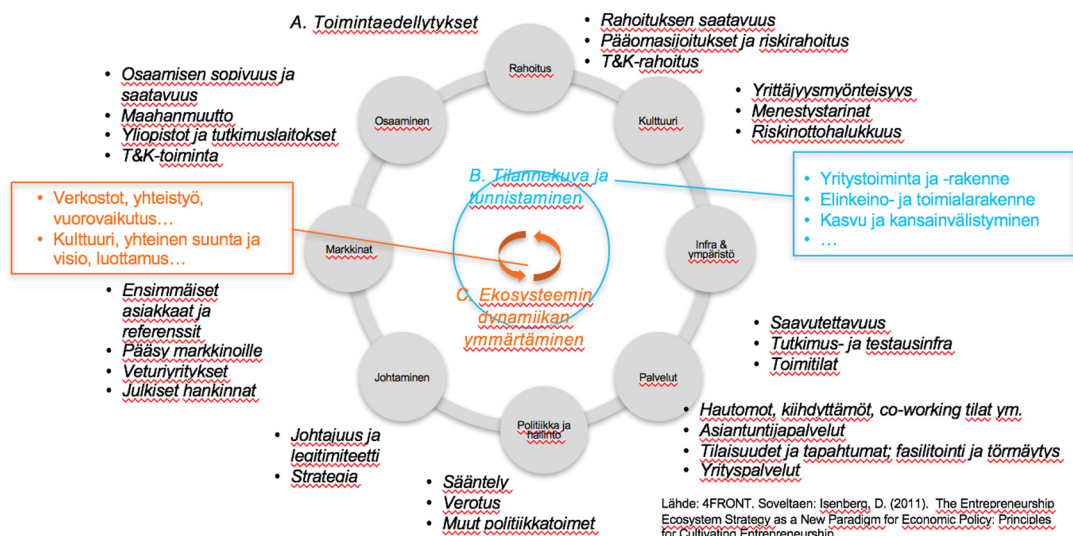 A. Toimintaedellytykset
• Rahoituksen saatavuus
• Pääomasijoitukset ja riskirahoitus
• T&K-rahoitus
Rahoitus
• Osaamisen sopivuus ja
saatavuus
• Maahanmuutto
• Yliopistot ja tutkimuslaitokset
• T&K-toiminta
Osaaminen
Kulttuuri
• Yrittäjyysmyönteisyys
• Menestystarinat
• Riskinottohalukkuus
B. Tilannekuva ja
tunnistaminen
• Yritystoiminta ja -rakenne
• Elinkeino- ja toimialarakenne
• Kasvu ja kansainvälistyminen
• …
• Verkostot, yhteistyö,
vuorovaikutus…
• Kulttuuri, yhteinen suunta ja
visio, luottamus…
Markkinat
Infra &
ympäristö
C. Ekosysteemin
dynamiikan
ymmärtäminen
• Ensimmäiset
asiakkaat ja
referenssit
• Pääsy markkinoille
• Veturiyritykset
• Julkiset hankinnat
• Saavutettavuus
• Tutkimus- ja testausinfra
• Toimitilat
Johtaminen
Palvelut
Politiikka ja
hallinto
• Hautomot, kiihdyttämöt, co-working tilat ym.
• Asiantuntijapalvelut
• Tilaisuudet ja tapahtumat; fasilitointi ja törmäytys
• Yrityspalvelut
• Johtajuus ja
legitimiteetti
• Strategia
• Sääntely
• Verotus
• Muut politiikkatoimet
Lähde: 4FRONT. Soveltaen: Isenberg, D. (2011). The Entrepreneurship
Ecosystem Strategy as a New Paradigm for Economic Policy: Principles
for Cultivating Entrepreneurship